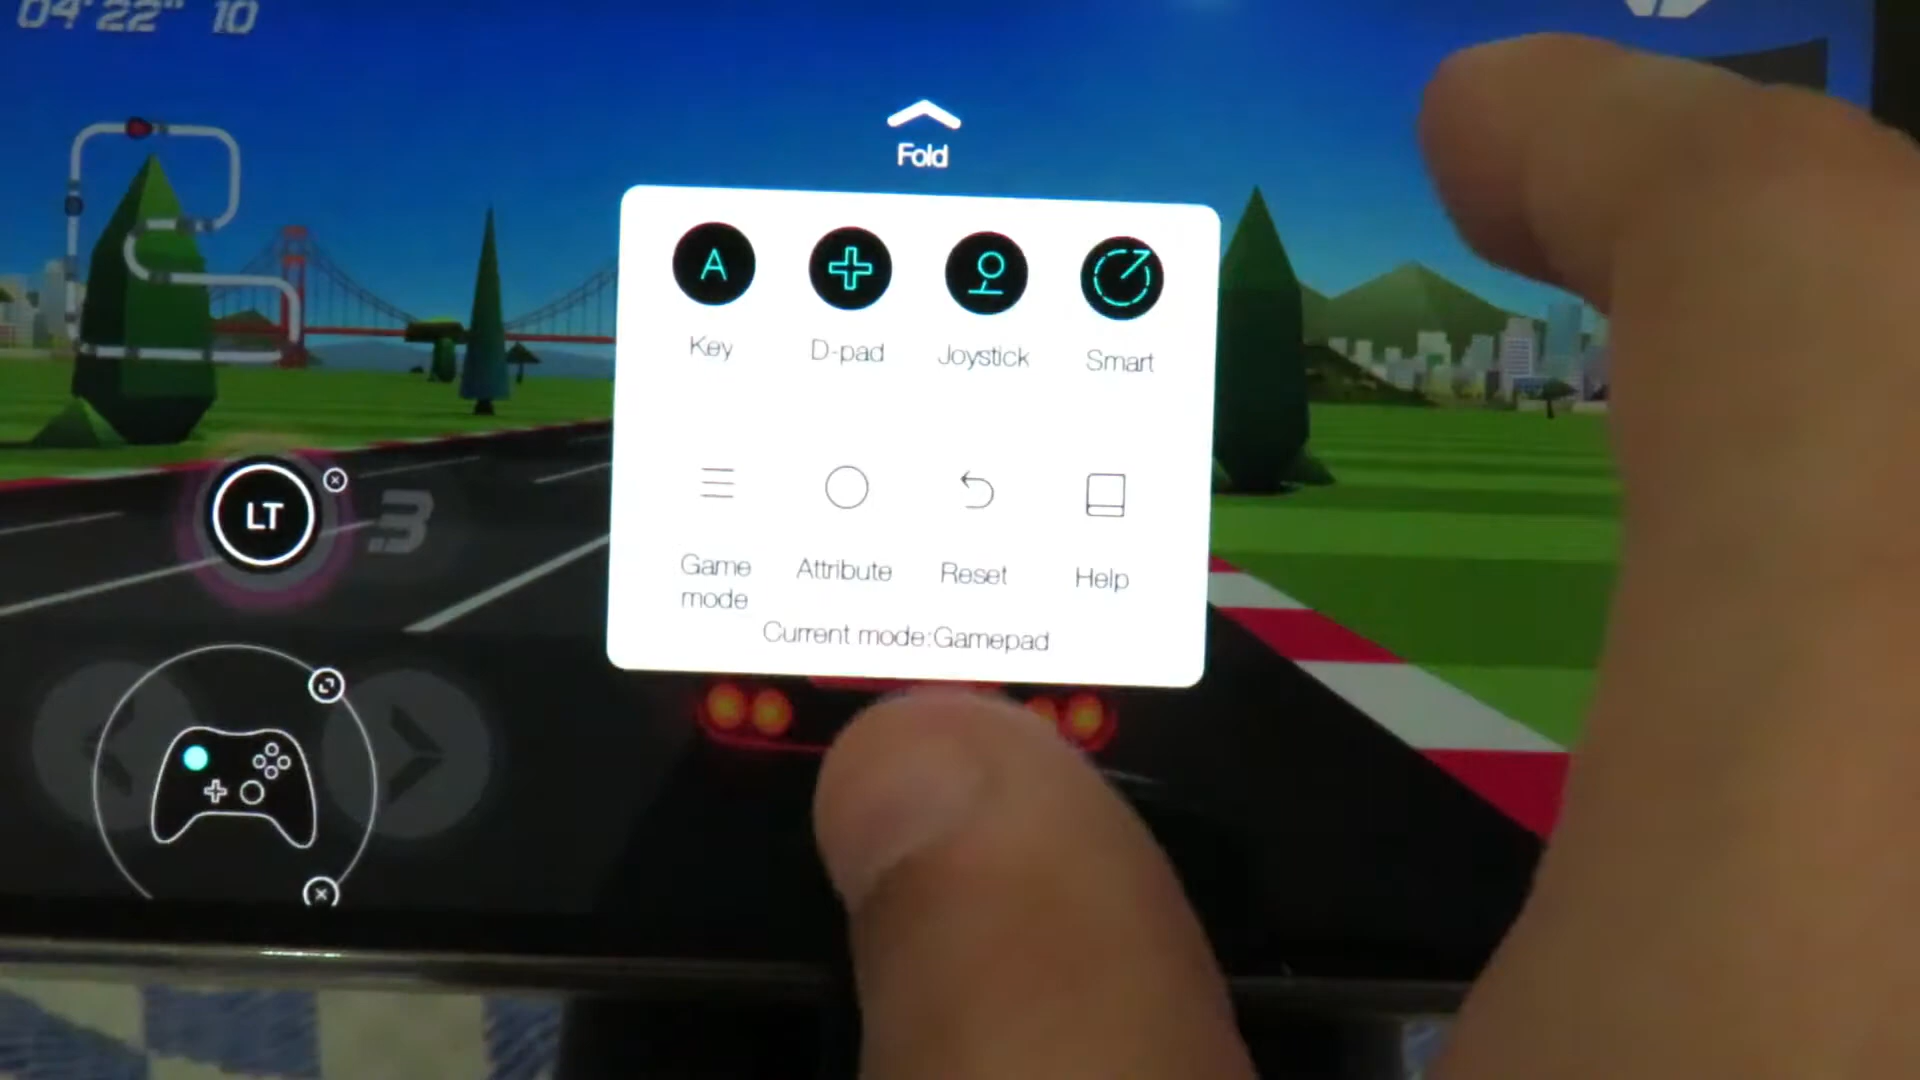 04'22" 10
Fold
A
Key
D-pad
Joystick
Smart
LT
.3
Game
mode
Attribute
Reset
Help
Current mode:Gamepad